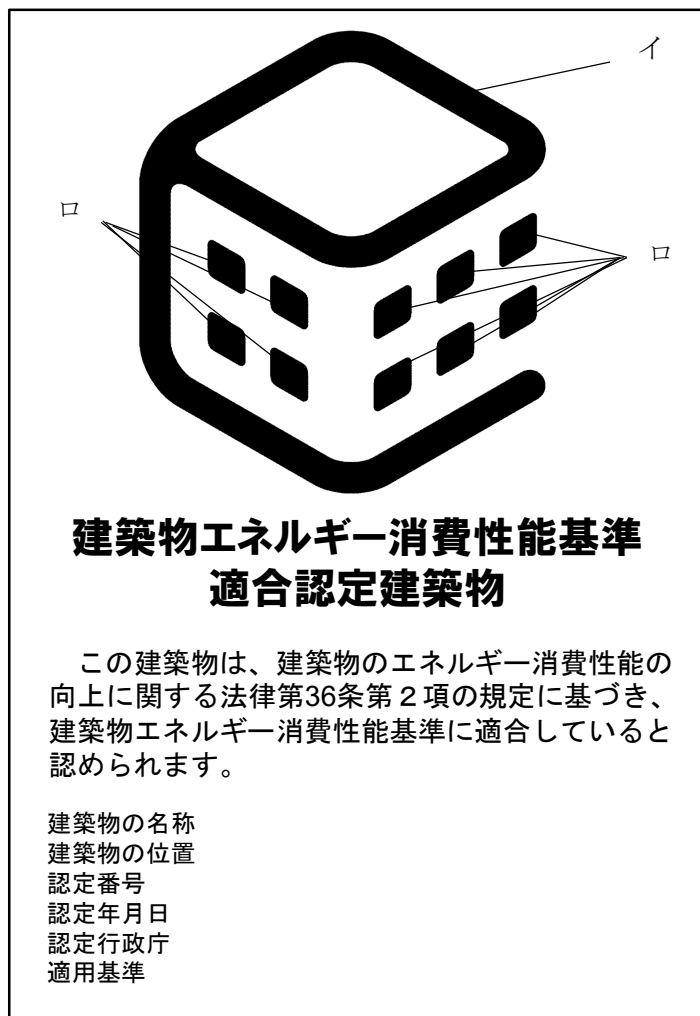 イ
ロ
ロ
建築物エネルギー消費性能基準
適合認定建築物
　この建築物は、建築物のエネルギー消費性能の
向上に関する法律第36条第２項の規定に基づき、
建築物エネルギー消費性能基準に適合していると
認められます。
建築物の名称
建築物の位置
認定番号
認定年月日
認定行政庁
適用基準